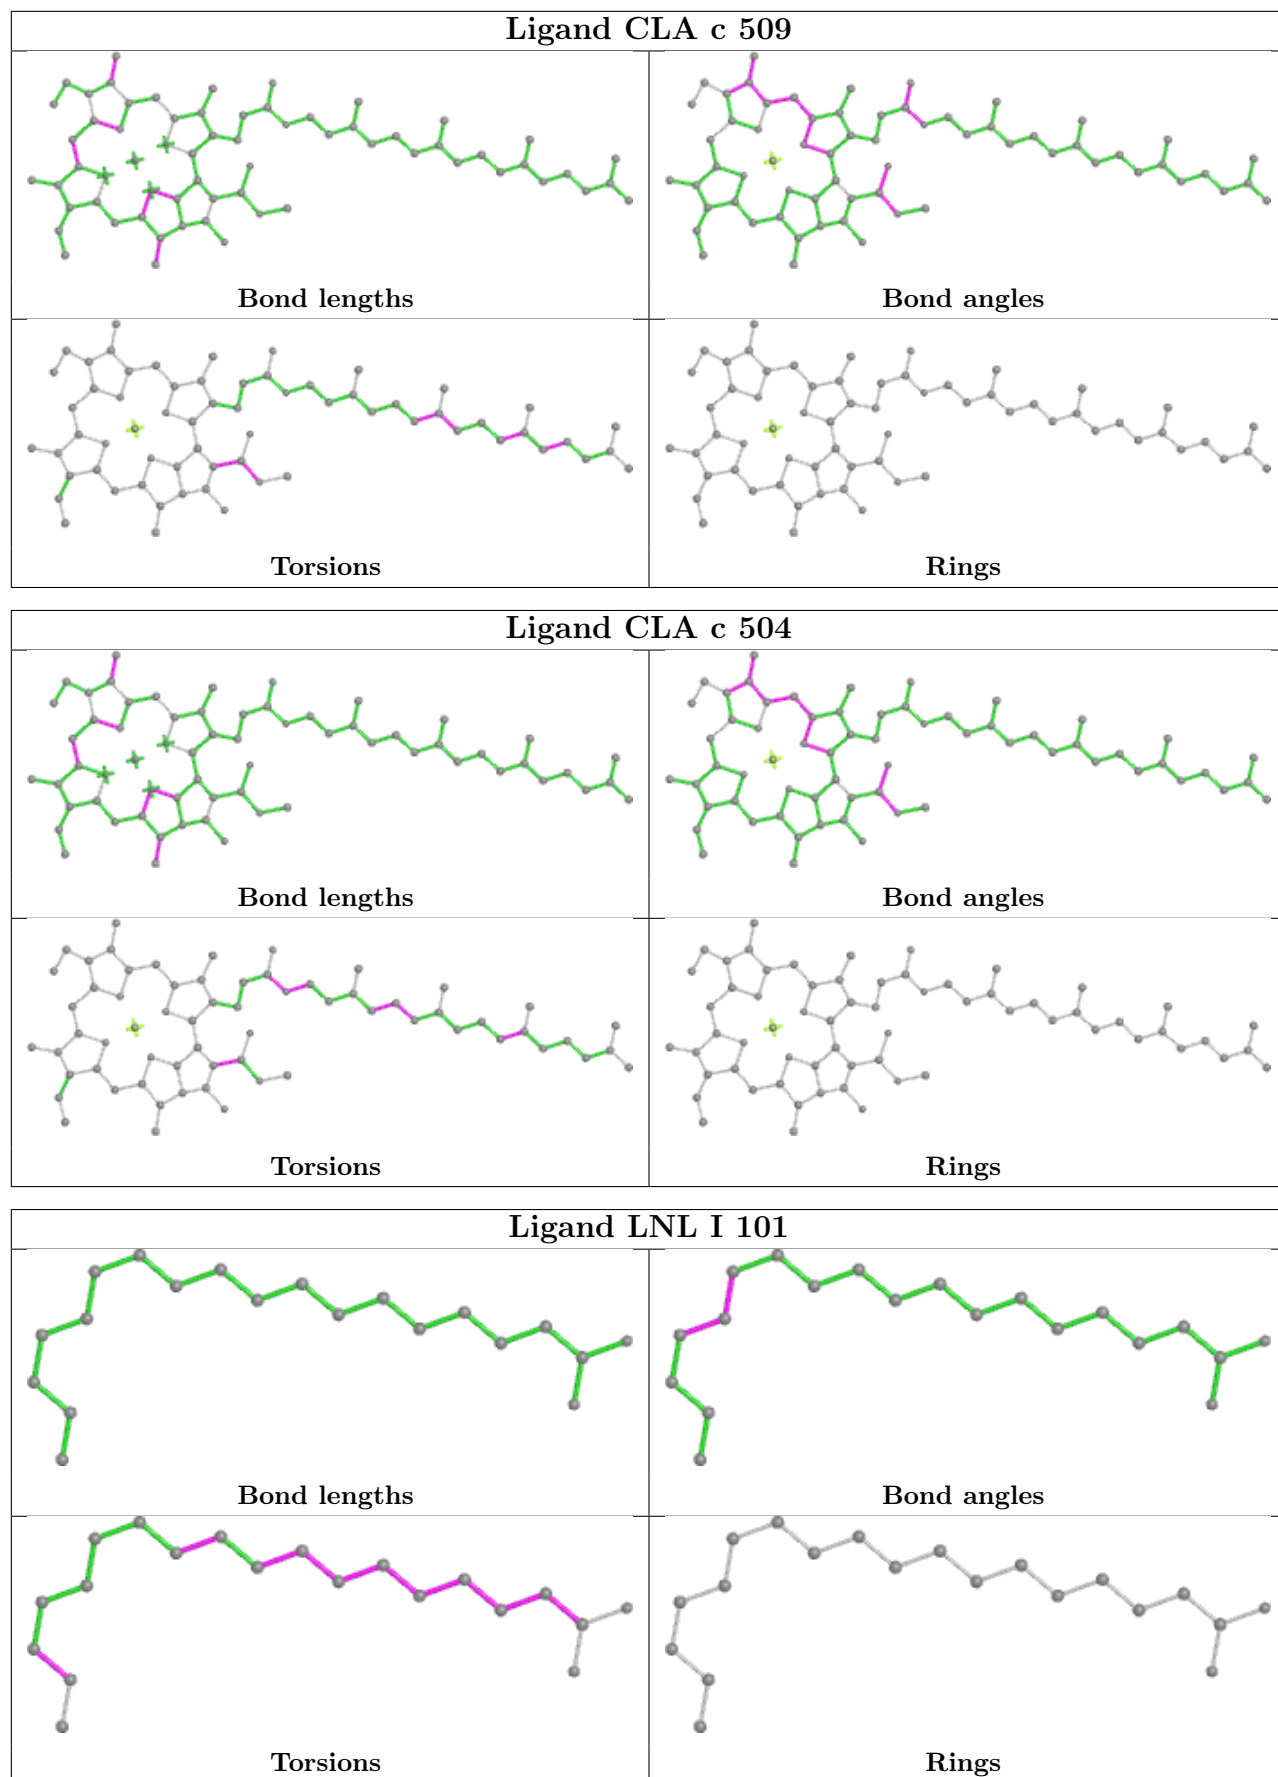 Ligand CLA c 509
Bond lengths
Bond angles
Torsions
Rings
Ligand CLA c 504
Bond lengths
Bond angles
Torsions
Rings
Ligand LNL I 101
Bond lengths
Bond angles
Torsions
Rings